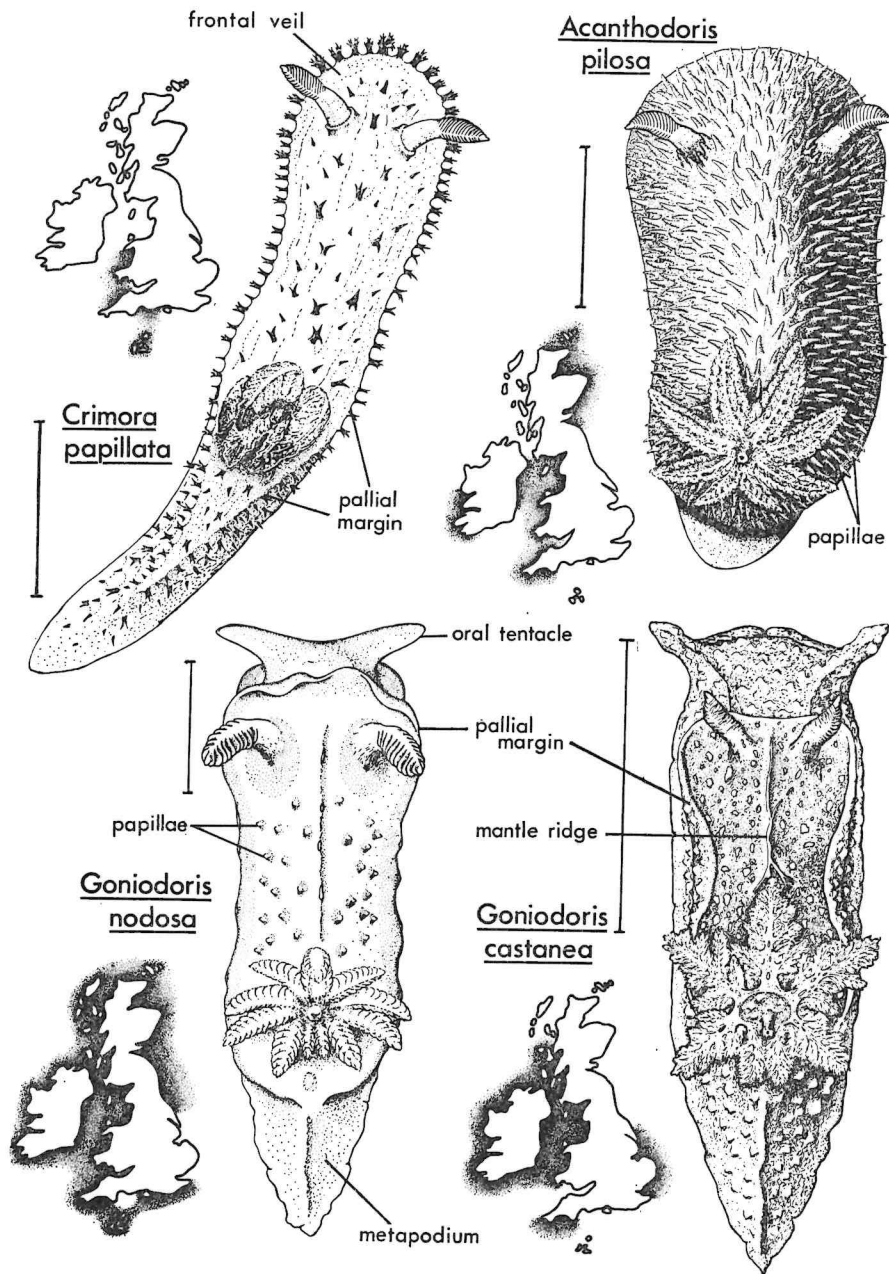 frontal veil
Acanthodoris
pilosa
Crimora
papillata
pallial
margin
papillae
oral tentacle
pallial
margin
papillae
mantle ridge
Goniodoris
nodosa
Goniodoris
castanea
metapodium